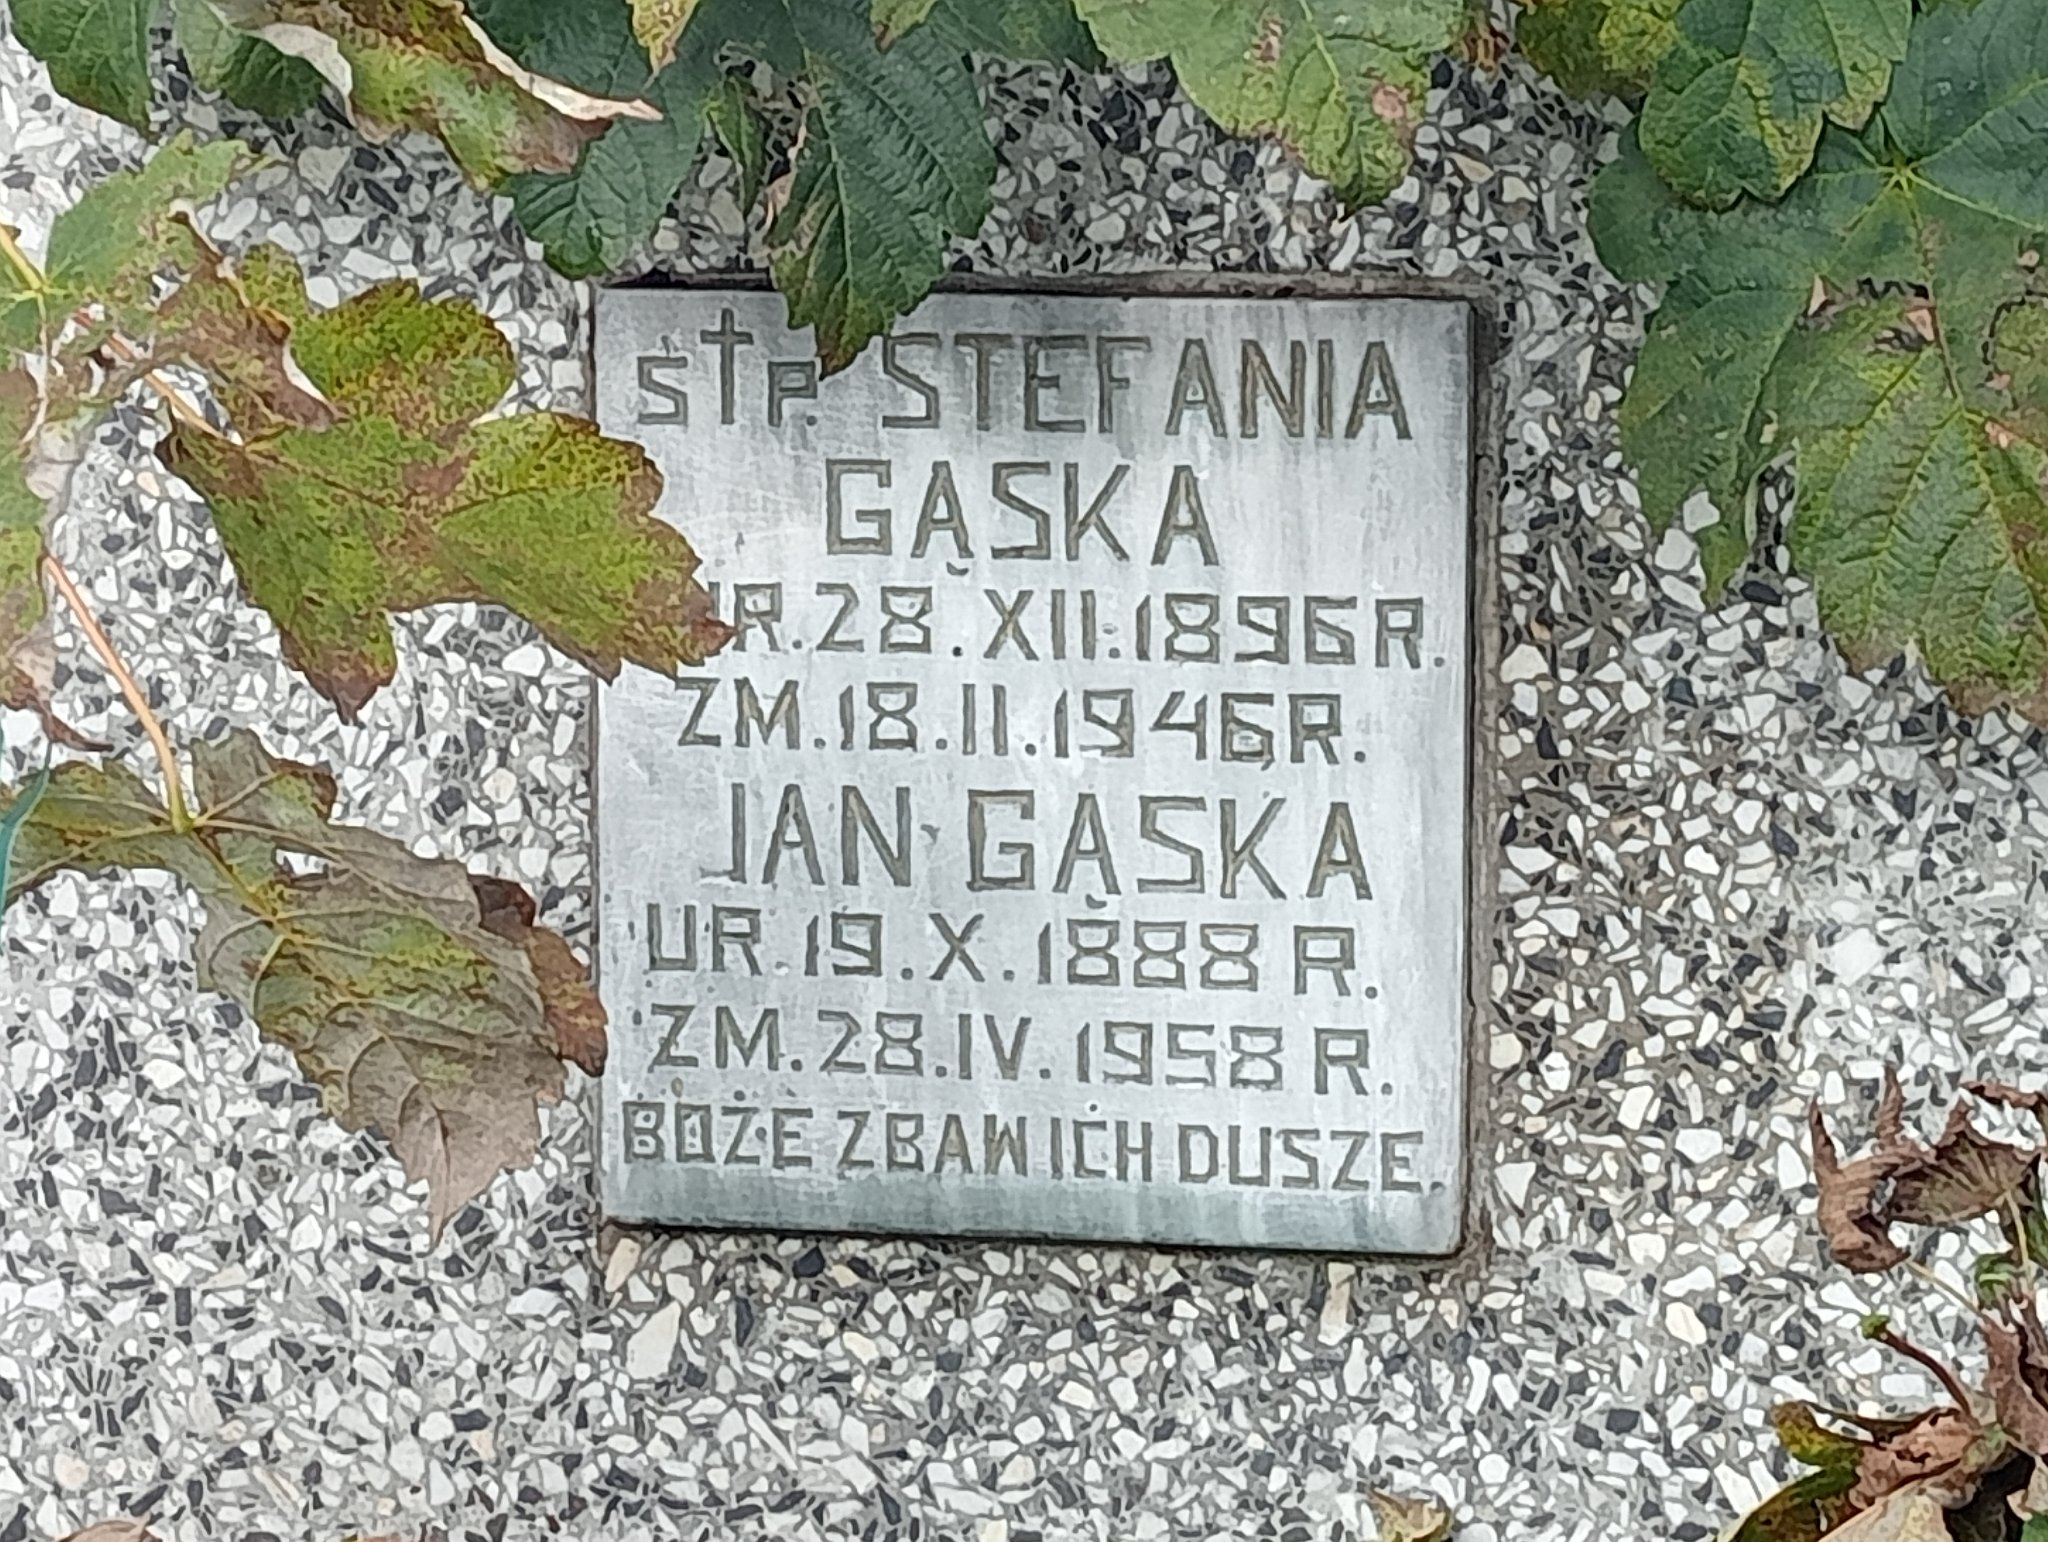 Ś†P. STEFANIA
GĄSKA
UR. 28. XII. 1896 R.
ZM. 18. II. 1946 R.
JAN GĄSKA
UR. 19. X. 1888 R.
ZM. 28. IV. 1958 R.
BOŻE ZBAW ICH DUSZE.